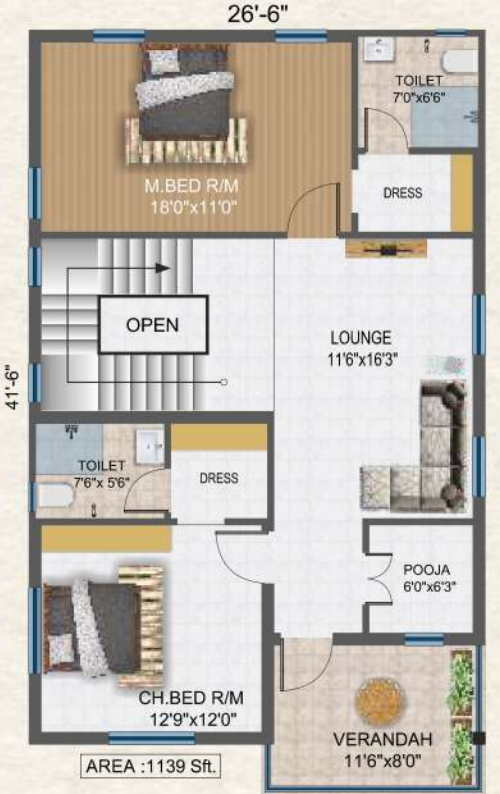 26'-6"
TOILET
7'0"x6'6"
M.BED R/M
18'0"x11'0"
DRESS
OPEN
LOUNGE
11'6"x16'3"
41'-6"
TOILET
7'6"x 5'6"
DRESS
POOJA
6'0"x6'3"
CH.BED R/M
12'9"x12'0"
VERANDAH
11'6"x8'0"
AREA :1139 Sft.